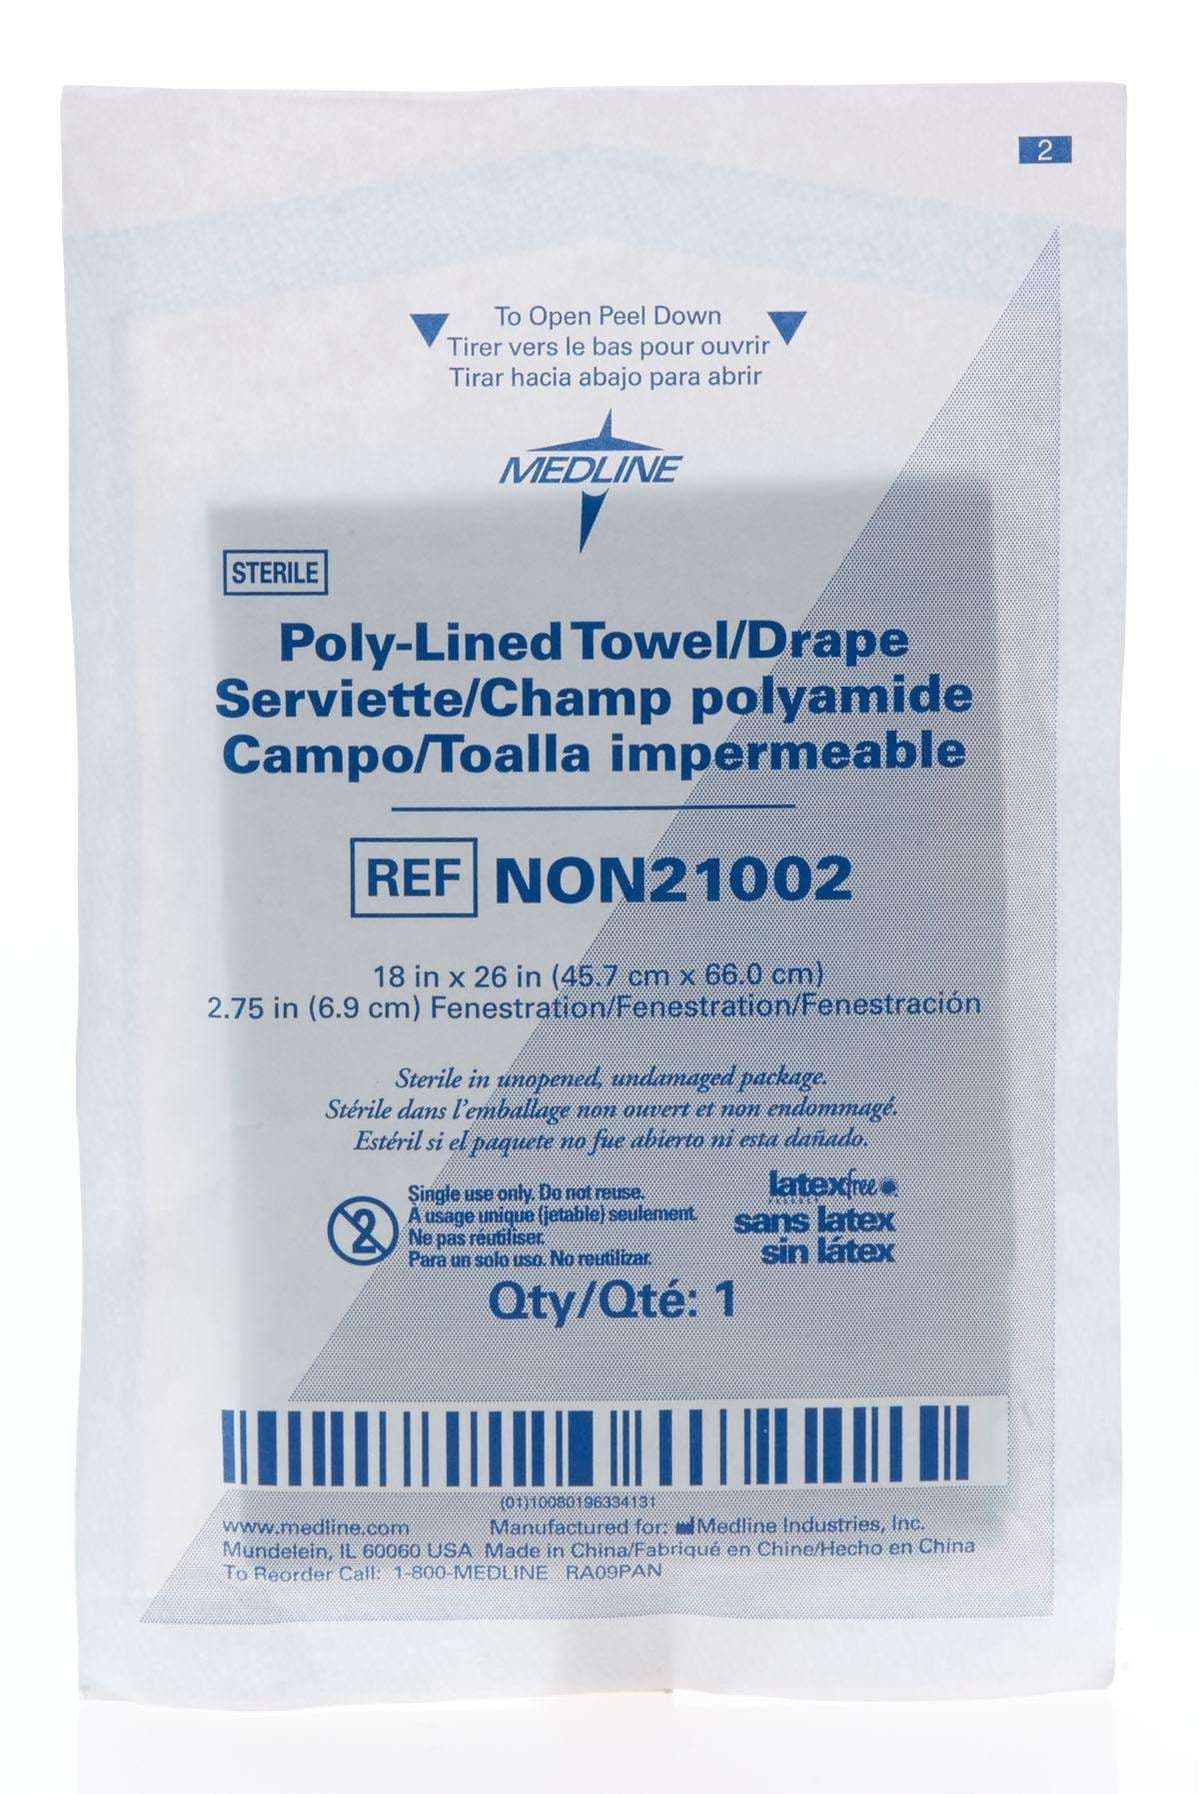 2
To Open Peel Down
Tirer vers le bas pour ouvrir
Tirar hacia abajo para abrir
MEDLINE
STERILE
Poly-Lined Towel/Drape
Serviette/Champ polyamide
Campo/Toalla impermeable
REF NON21002
18 in x 26 in (45.7 cm x 66.0 cm)
2.75 in (6.9 cm) Fenestration/Fenestration/Fenestración
Sterile in unopened, undamaged package.
Stérile dans l'emballage non ouvert et non endommagé.
Estéril si el paquete no fue abierto ni esta dañado.
2
Single use only. Do not reuse.
À usage unique (jetable) seulement.
Ne pas réutiliser.
Para un solo uso. No reutilizar.
latexfree
sans latex
sin látex
Qty/Qté: 1
(01)10080196334131
www.medline.com Manufactured for: Medline Industries, Inc.
Mundelein, IL 60060 USA Made in China/Fabriqué en Chine/Hecho en China
To Reorder Call: 1-800-MEDLINE RA09PAN